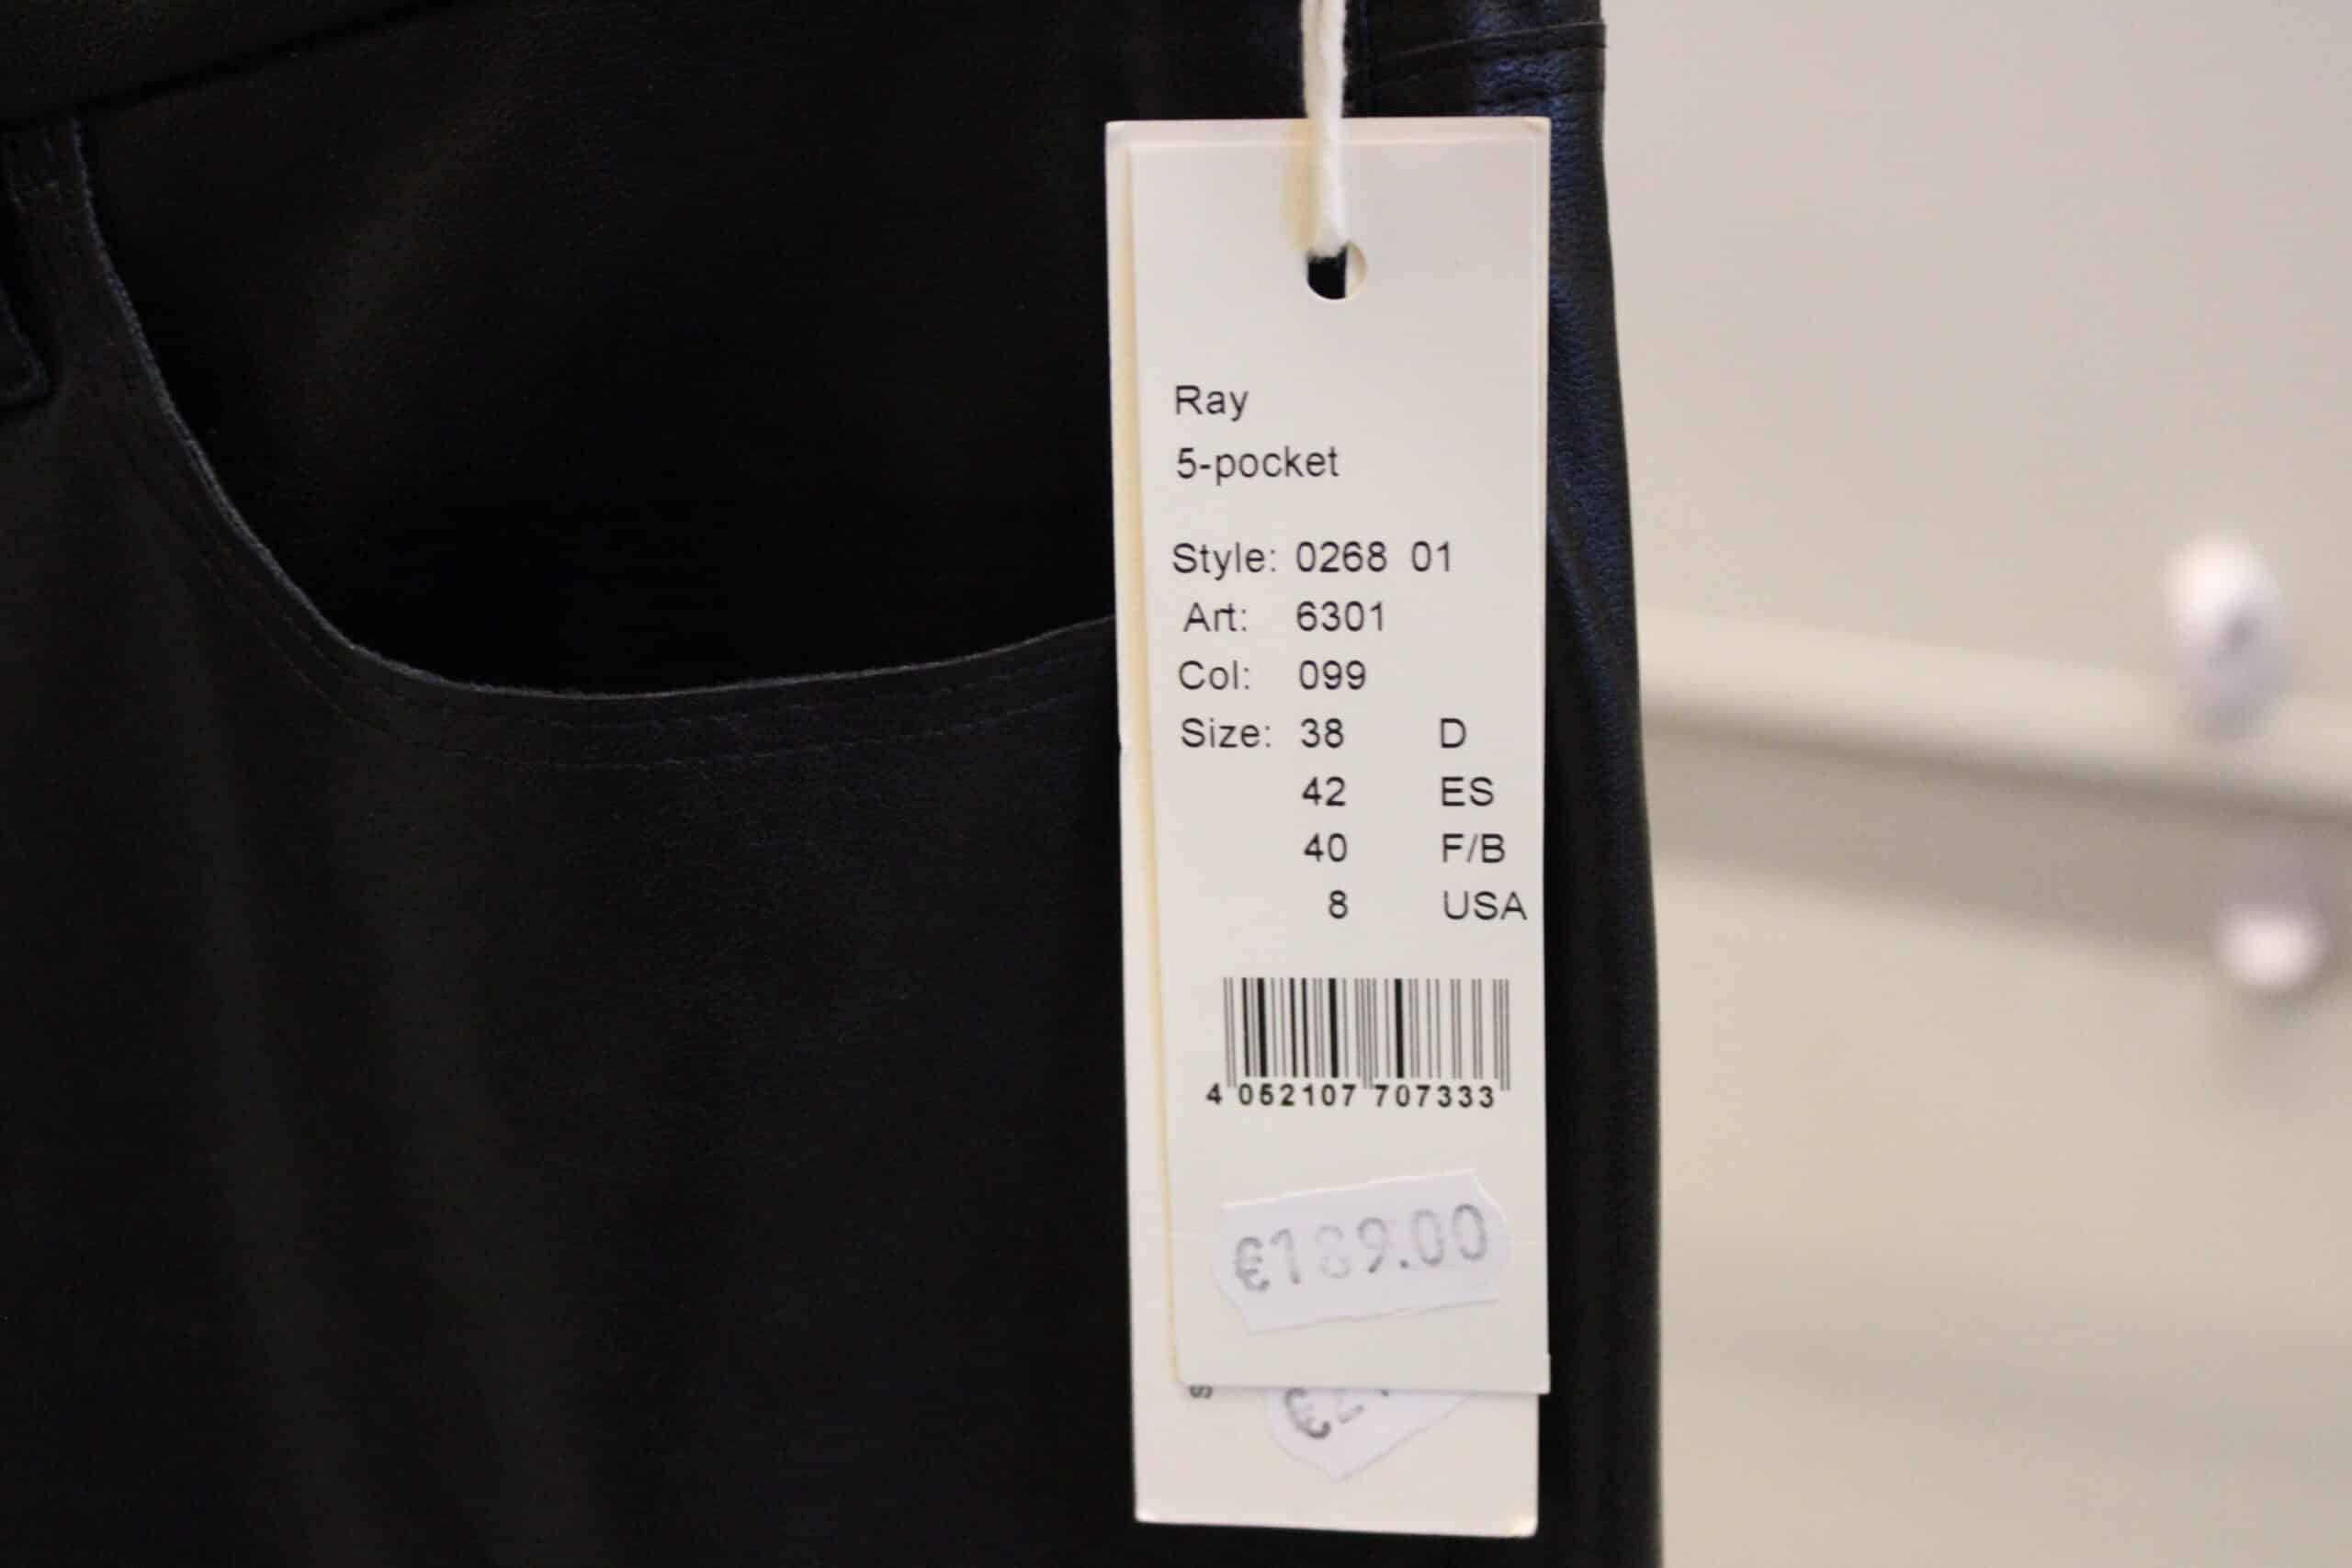 Ray
5-pocket
Style: 0268 01
Art: 6301
Col: 099
Size: 38 D
42 ES
40 F/B
8 USA
4 052107 707333
€189.00